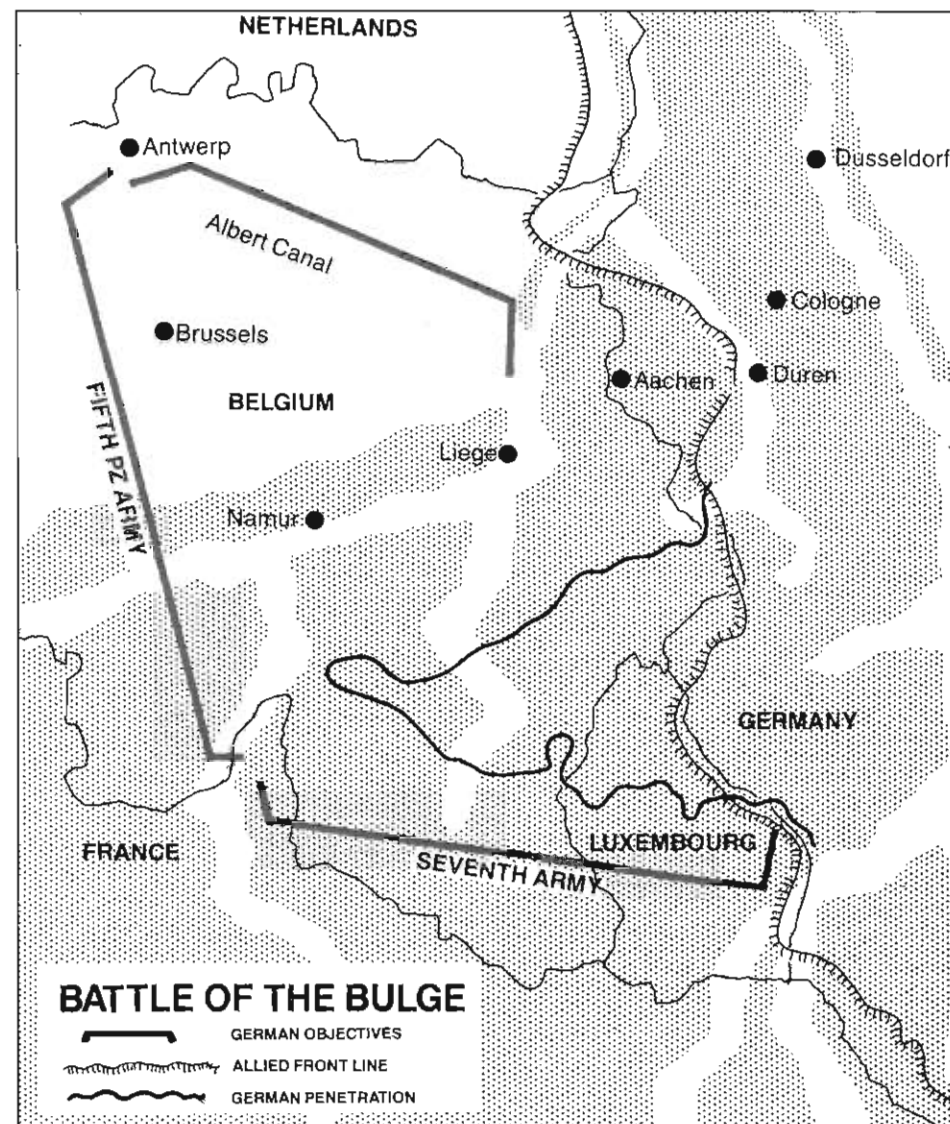 NETHERLANDS
Antwerp
Dusseldorf
Albert Canal
Cologne
Brussels
Aachen
Duren
BELGIUM
FIFTH PZ ARMY
Liege
Namur
GERMANY
FRANCE
LUXEMBOURG
SEVENTH ARMY
BATTLE OF THE BULGE
GERMAN OBJECTIVES
ALLIED FRONT LINE
GERMAN PENETRATION